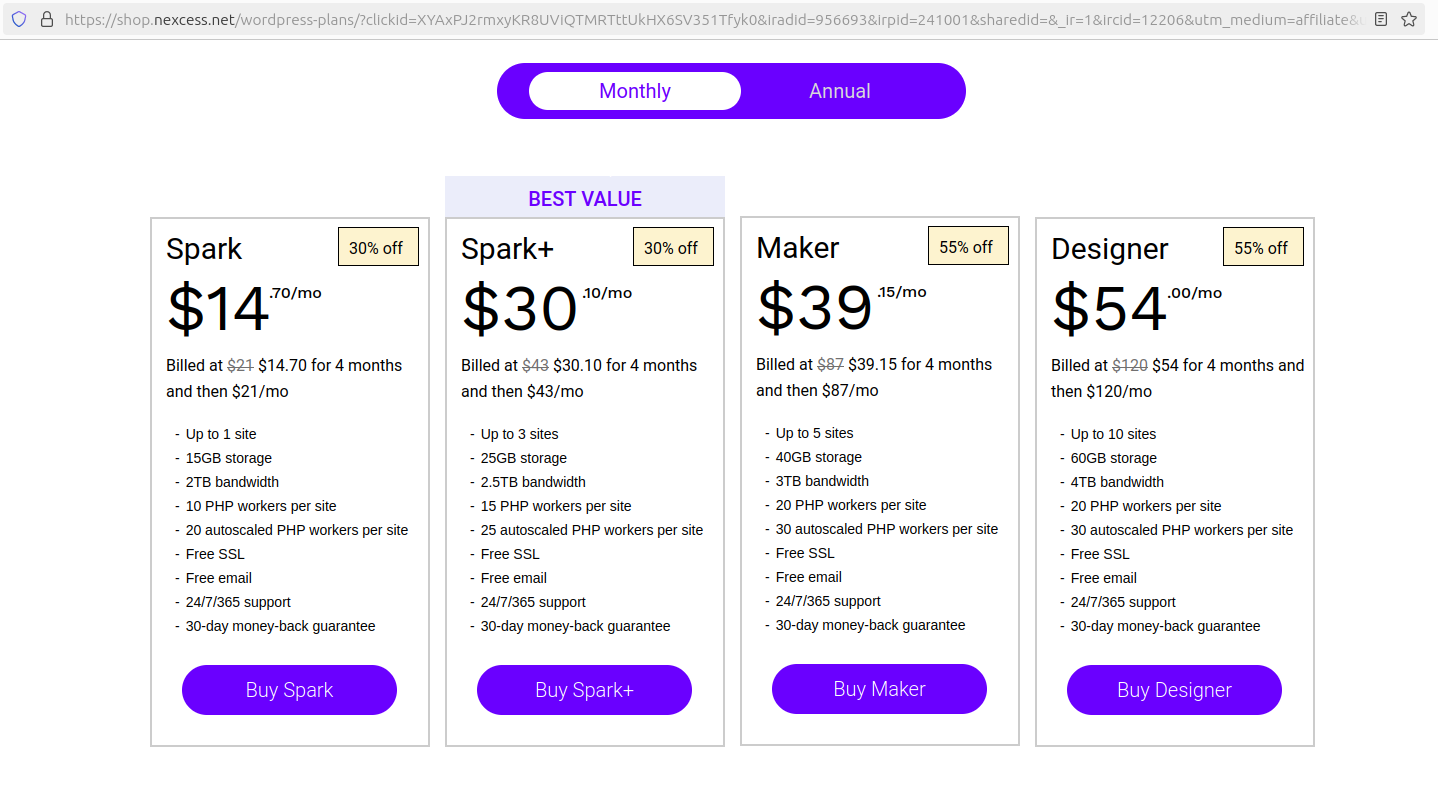 https://shop.nexcess.net/wordpress-plans/?clickid=XYAxPJ2rmxyKR8UViQTMRTttUkHX6SV351Tfyk0&iradid=956693&irpid=241001&sharedid=&_ir=1&ircid=12206&utm_medium=affiliate&
Monthly
Annual
BEST VALUE
Spark
30% off
$14.70/mo
Billed at $21 $14.70 for 4 months
and then $21/mo
- Up to 1 site
- 15GB storage
- 2TB bandwidth
- 10 PHP workers per site
- 20 autoscaled PHP workers per site
- Free SSL
- Free email
- 24/7/365 support
- 30-day money-back guarantee
Buy Spark
Spark+
30% off
$30.10/mo
Billed at $43 $30.10 for 4 months
and then $43/mo
- Up to 3 sites
- 25GB storage
- 2.5TB bandwidth
- 15 PHP workers per site
- 25 autoscaled PHP workers per site
- Free SSL
- Free email
- 24/7/365 support
- 30-day money-back guarantee
Buy Spark+
Maker
55% off
$39.15/mo
Billed at $87 $39.15 for 4 months
and then $87/mo
- Up to 5 sites
- 40GB storage
- 3TB bandwidth
- 20 PHP workers per site
- 30 autoscaled PHP workers per site
- Free SSL
- Free email
- 24/7/365 support
- 30-day money-back guarantee
Buy Maker
Designer
55% off
$54.00/mo
Billed at $120 $54 for 4 months and
then $120/mo
- Up to 10 sites
- 60GB storage
- 4TB bandwidth
- 20 PHP workers per site
- 30 autoscaled PHP workers per site
- Free SSL
- Free email
- 24/7/365 support
- 30-day money-back guarantee
Buy Designer